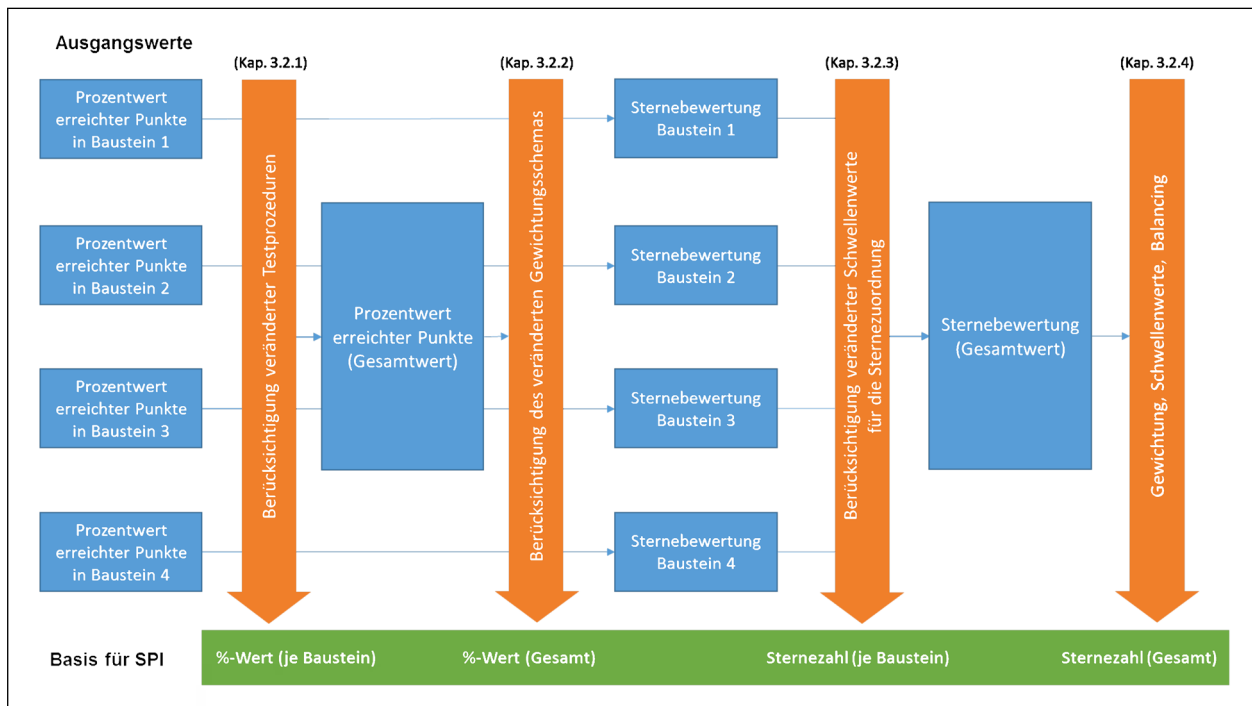 Ausgangswerte
(Kap. 3.2.1)
(Kap. 3.2.2)
(Kap. 3.2.3)
(Kap. 3.2.4)
Prozentwert
erreichter Punkte
in Baustein 1
Prozentwert
erreichter Punkte
in Baustein 2
Prozentwert
erreichter Punkte
in Baustein 3
Prozentwert
erreichter Punkte
in Baustein 4
Berücksichtigung veränderter Testprozeduren
Prozentwert
erreichter Punkte
(Gesamtwert)
Berücksichtigung des veränderten Gewichtungsschemas
Sternebewertung
Baustein 1
Sternebewertung
Baustein 2
Sternebewertung
Baustein 3
Sternebewertung
Baustein 4
Berücksichtigung veränderter Schwellenwerte
für die Sternezuordnung
Sternebewertung
(Gesamtwert)
Gewichtung, Schwellenwerte, Balancing
Basis für SPI
%-Wert (je Baustein)
%-Wert (Gesamt)
Sternezahl (je Baustein)
Sternezahl (Gesamt)